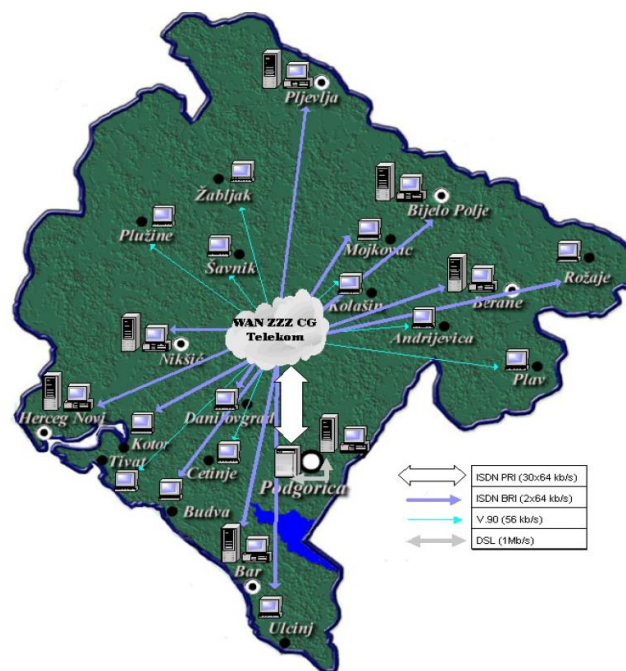 Pljevlja
Žabljak
Bijelo Polje
Plužine
Mojkovac
Šavnik
Rožaje
Kolašin
Berane
WAN ZZZ CG
Telekom
Andrijevica
Nikšić
Plav
Herceg Novi
Danilovgrad
Kotor
Tivat
Cetinje
Podgorica
Budva
Bar
Ulcinj
ISDN PRI (30x64 kb/s)
ISDN BRI (2x64 kb/s)
V.90 (56 kb/s)
DSL (1Mb/s)